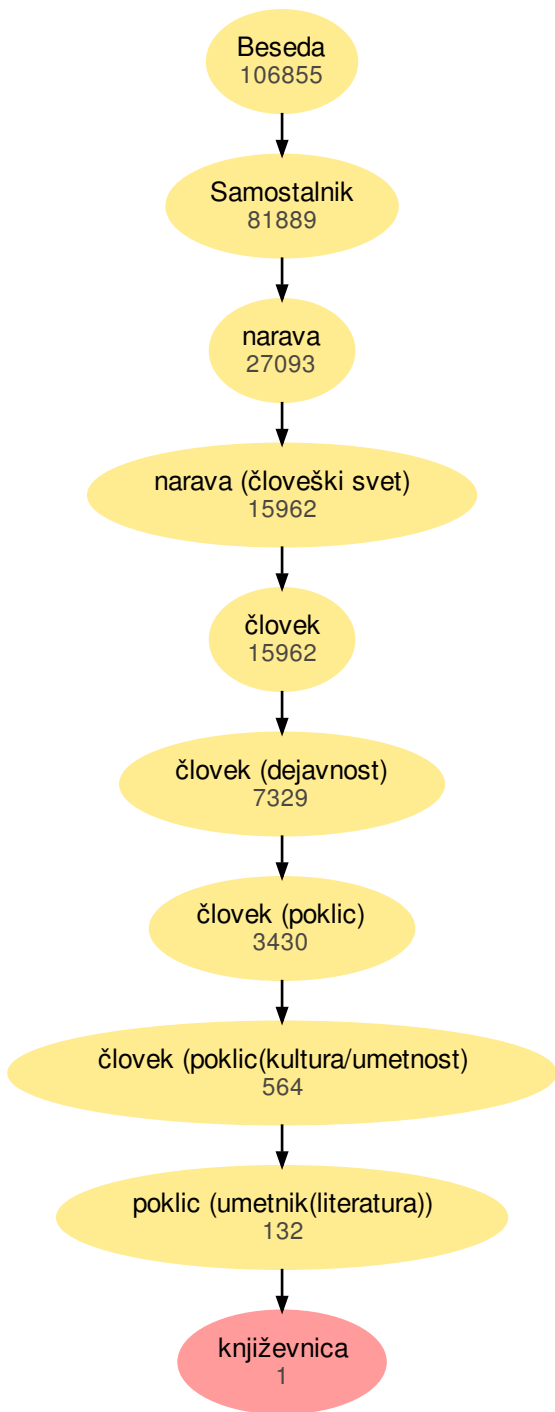 Beseda
106855
Samostalnik
81889
narava
27093
narava (človeški svet)
15962
človek
15962
človek (dejavnost)
7329
človek (poklic)
3430
človek (poklic(kultura/umetnost)
564
poklic (umetnik(literatura))
132
književnica
1